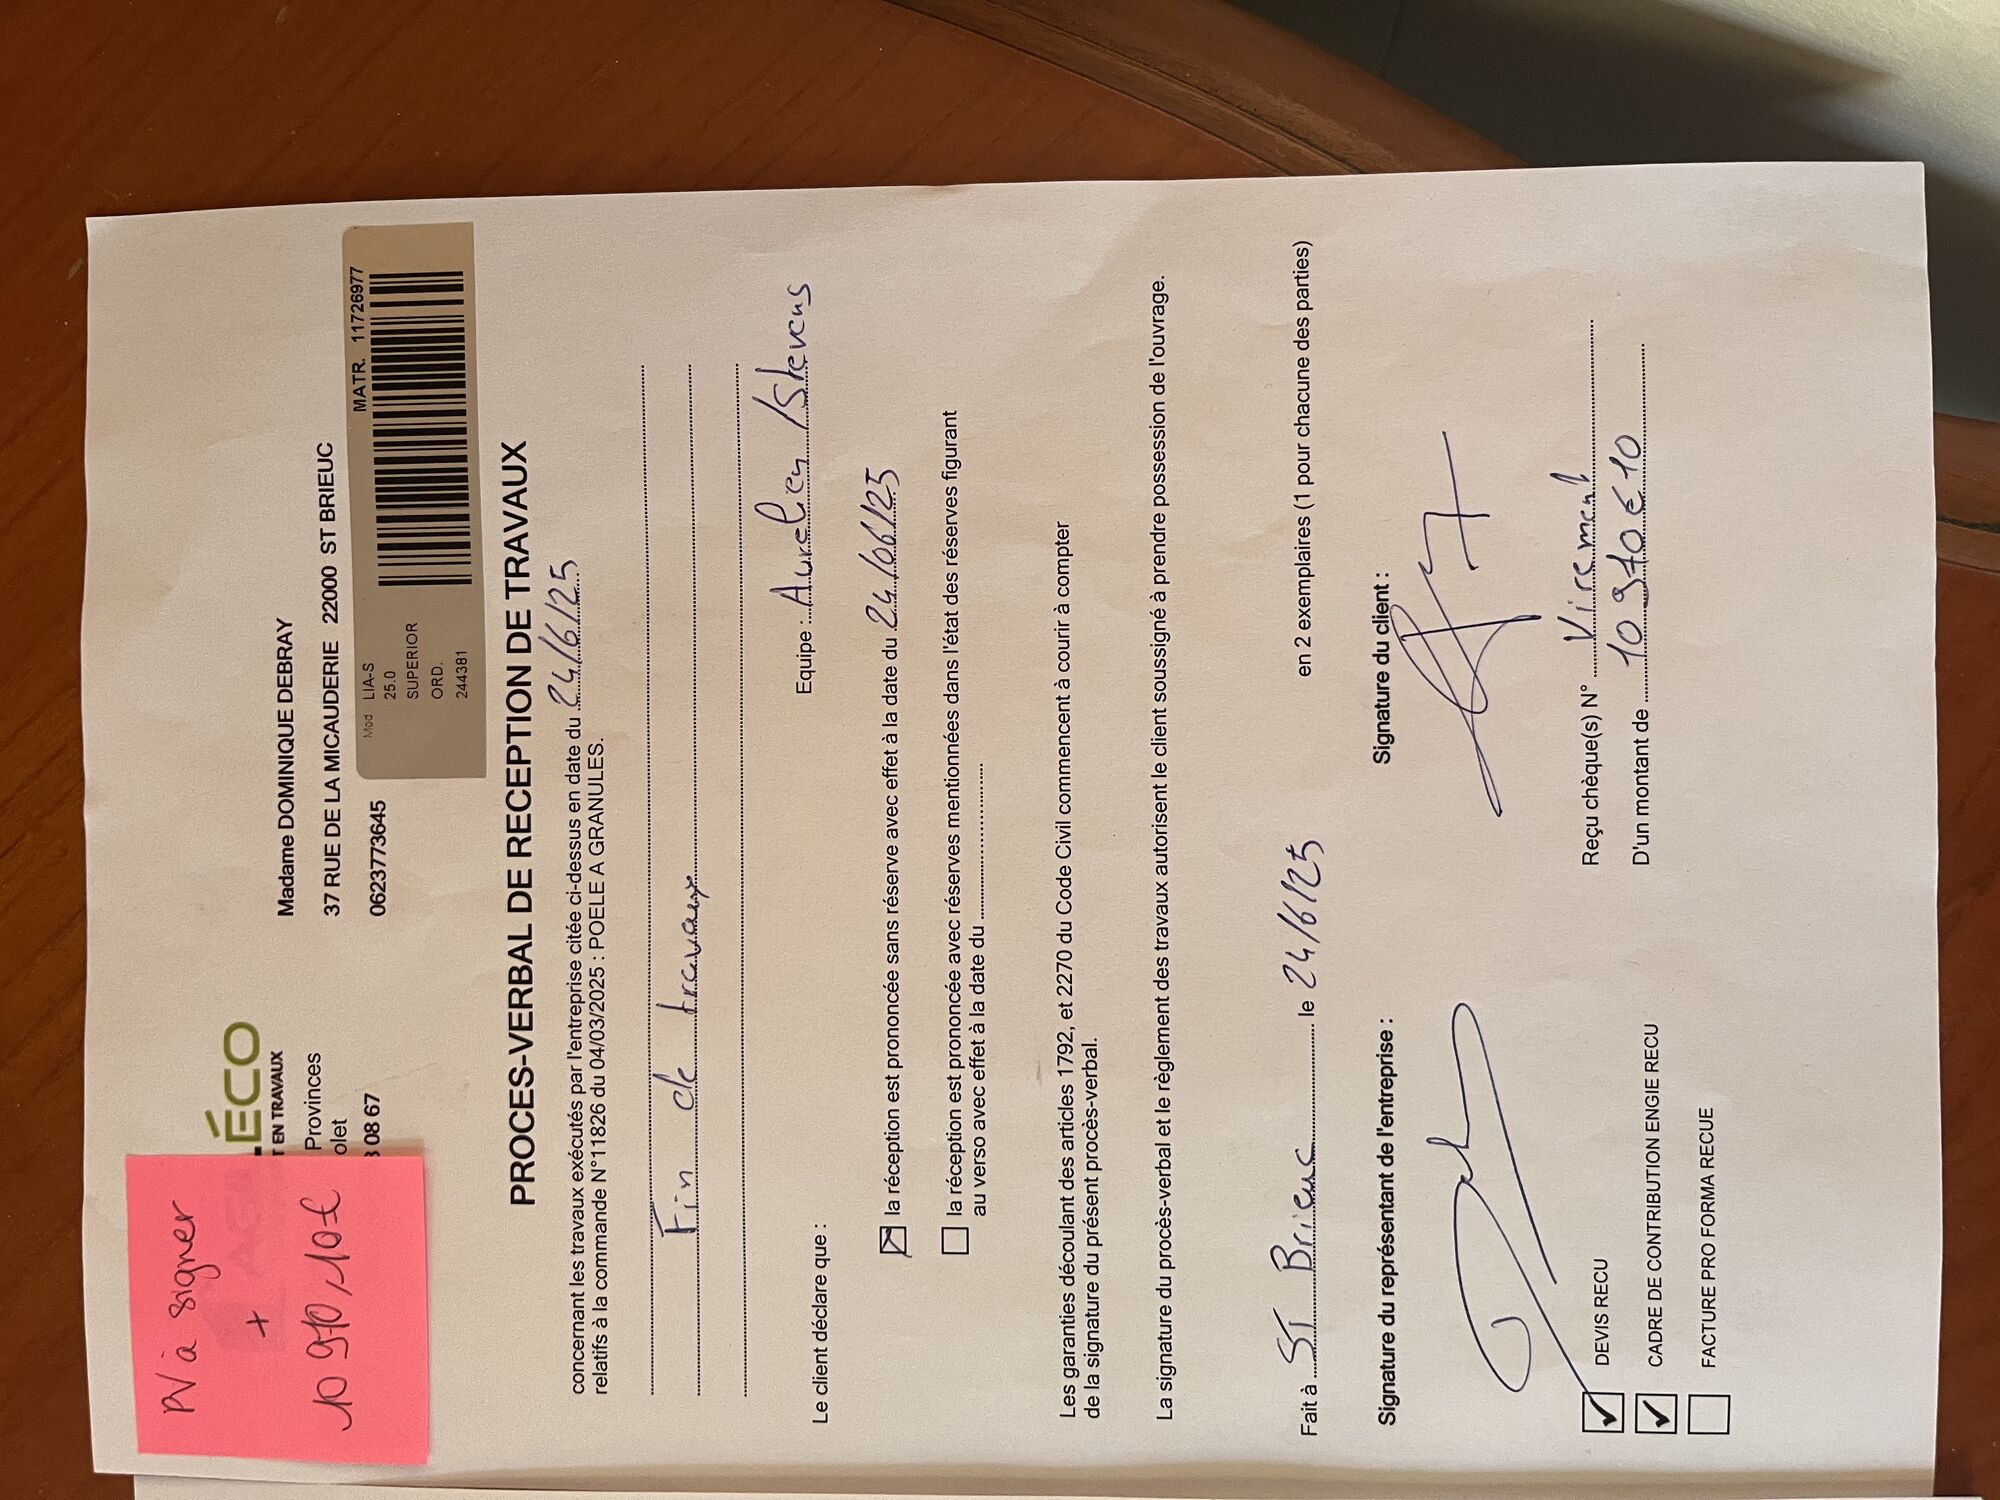 PV à signer
+
10 970,10€
LÉCO
T EN TRAVAUX
Provinces
olet
3 08 67
Madame DOMINIQUE DEBRAY
37 RUE DE LA MICAUDERIE 22000 ST BRIEUC
0623773645
MATR. 11726977
Mod LIA-S
25.0
SUPERIOR
ORD.
244381
PROCES-VERBAL DE RECEPTION DE TRAVAUX
concernant les travaux exécutés par l'entreprise citée ci-dessus en date du 24/6/25
relatifs à la commande N°11826 du 04/03/2025 : POELE A GRANULES.
Fin de travaux
Equipe : Aurelien / Stevens
Le client déclare que :
la réception est prononcée sans réserve avec effet à la date du 24/06/25
la réception est prononcée avec réserves mentionnées dans l'état des réserves figurant
au verso avec effet à la date du
Les garanties découlant des articles 1792, et 2270 du Code Civil commencent à courir à compter
de la signature du présent procès-verbal.
La signature du procès-verbal et le règlement des travaux autorisent le client soussigné à prendre possession de l'ouvrage.
Fait à ST Brieuc le 24/6/25 en 2 exemplaires (1 pour chacune des parties)
Signature du représentant de l'entreprise : Signature du client :
DEVIS RECU
CADRE DE CONTRIBUTION ENGIE RECU
FACTURE PRO FORMA RECUE
Reçu chèque(s) N° Virement
D'un montant de 10 970€10